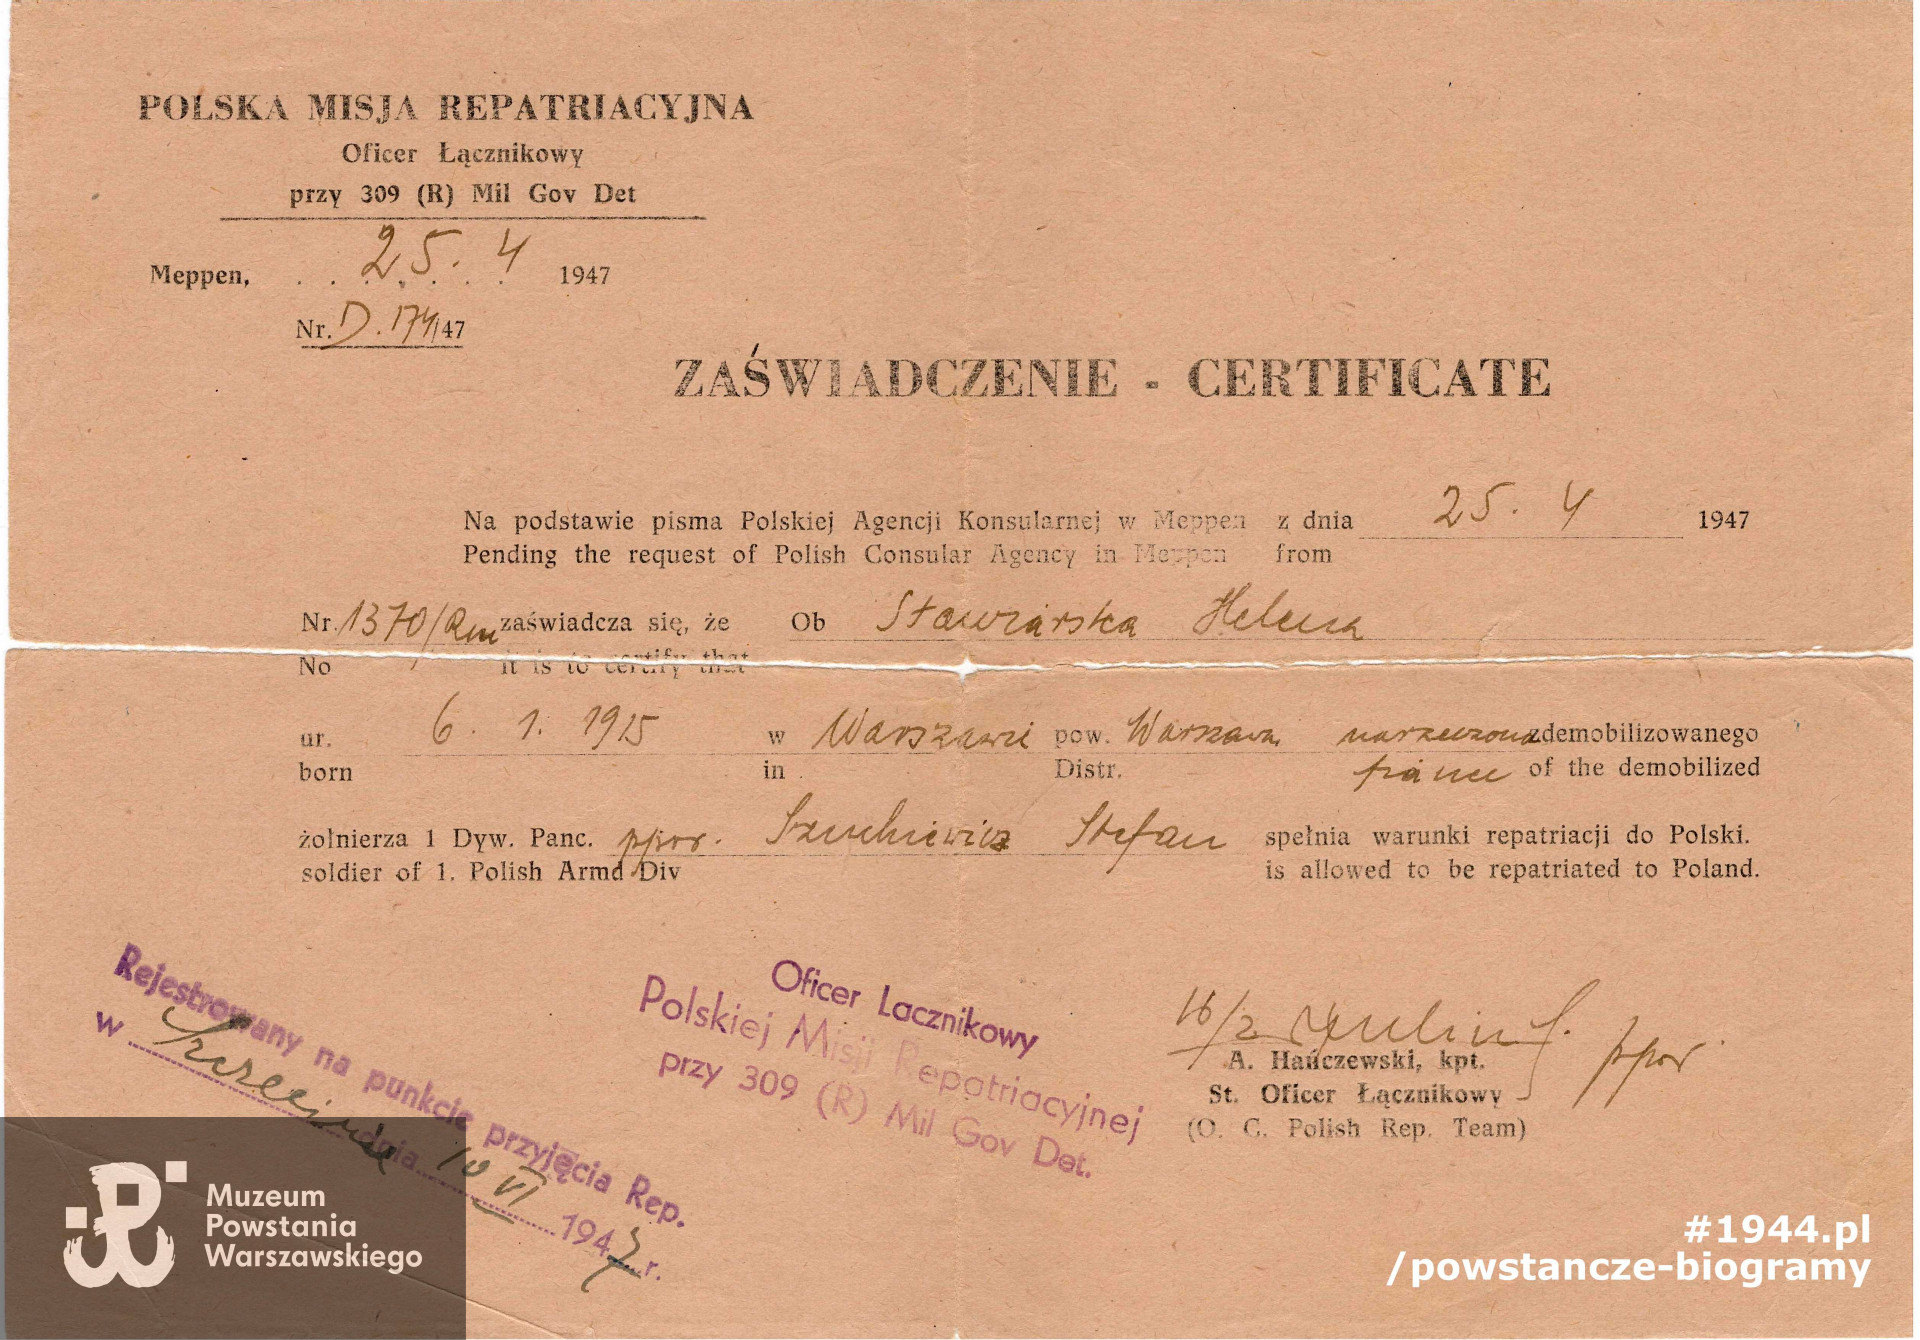 POLSKA MISJA REPATRIACYJNA
Oficer Łącznikowy
przy 309 (R) Mil Gov Det
Meppen, 25. 4 1947
Nr. D. 174/47
ZAŚWIADCZENIE - CERTIFICATE
Na podstawie pisma Polskiej Agencji Konsularnej w Meppen z dnia 25. 4 1947
Pending the request of Polish Consular Agency in Meppen from
Nr. 1370/Rm zaświadcza się, że Ob Stawiarska Helena
No it is to certify that
ur. 6. 1. 1915 w Warszawie pow. Warszawa narzeczona zdemobilizowanego
born in Distr. of the demobilized
żołnierza 1 Dyw. Panc. ppor. Szuchiewicz Stefan spełnia warunki repatriacji do Polski.
soldier of 1. Polish Armd Div is allowed to be repatriated to Poland.
Rejestrowany na punkcie przyjęcia Rep.
w Szczecinie dnia 10 VI 1947 r.
Oficer Lacznikowy
Polskiej Misji Repatriacyjnej
przy 309 (R) Mil Gov Det.
ppor.
A. Hańczewski, kpt.
St. Oficer Łącznikowy
(O. C. Polish Rep. Team)
Muzeum
Powstania
Warszawskiego
#1944.pl
/powstancze-biogramy